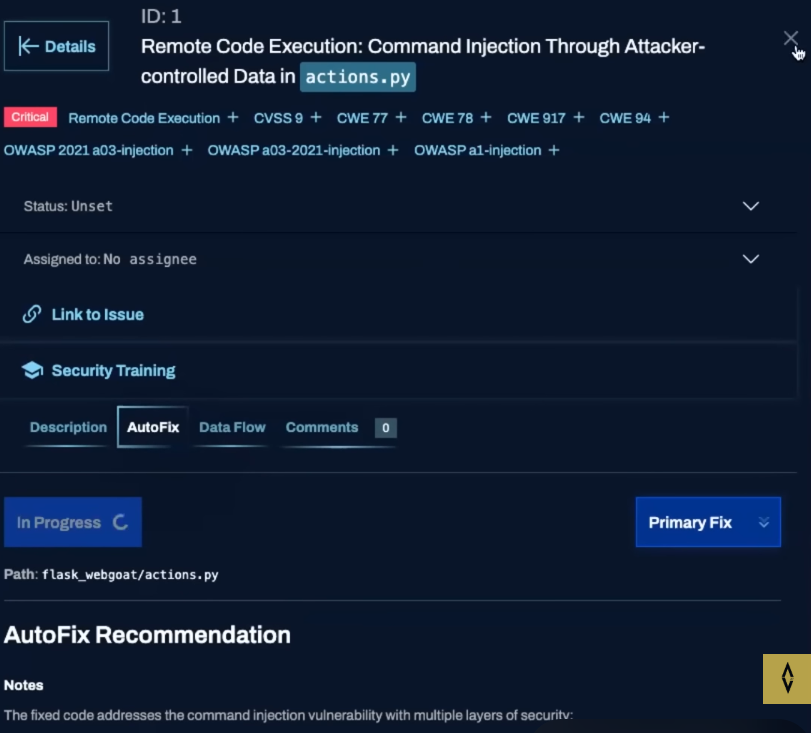 ID: 1
Details
Remote Code Execution: Command Injection Through Attacker-
controlled Data in actions.py
Critical Remote Code Execution + CVSS 9 + CWE 77 + CWE 78 + CWE 917 + CWE 94 +
OWASP 2021 a03-injection + OWASP a03-2021-injection + OWASP a1-injection +
Status: Unset
Assigned to: No assignee
Link to Issue
Security Training
Description AutoFix Data Flow Comments 0
In Progress Primary Fix
Path: flask_webgoat/actions.py
AutoFix Recommendation
Notes
The fixed code addresses the command injection vulnerability with multiple layers of security: